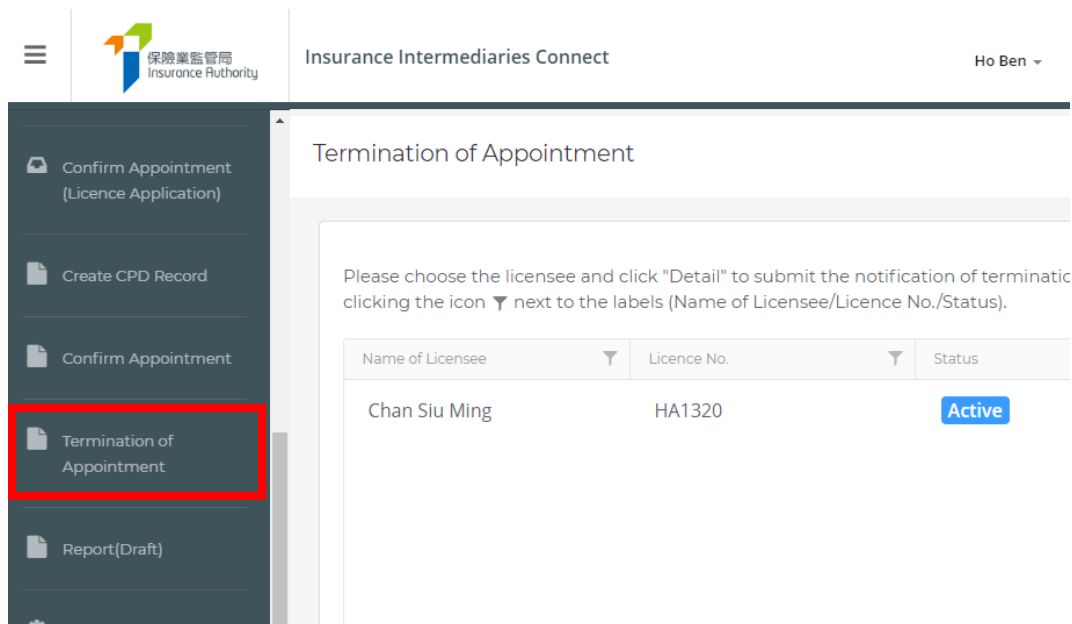 保險業監管局
Insurance Authority
Insurance Intermediaries Connect
Ho Ben
Confirm Appointment
(Licence Application)
Create CPD Record
Confirm Appointment
Termination of
Appointment
Report(Draft)
Termination of Appointment
Please choose the licensee and click "Detail" to submit the notification of
clicking the icon next to the labels (Name of Licensee/Licence No./Status).
Name of Licensee
Licence No.
Status
Chan Siu Ming
HA1320
Active